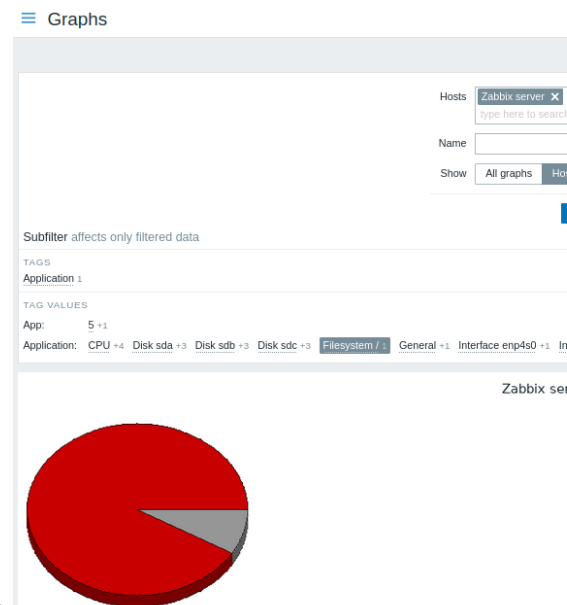 Graphs
Hosts Zabbix server
type here to search
Name
Show All graphs
Subfilter affects only filtered data
TAGS
Application 1
TAG VALUES
App: 5 +1
Application: CPU +4 Disk sda +3 Disk sdb +3 Disk sdc +3 Filesystem / 1 General +1 Interface enp4s0 +1
Zabbix